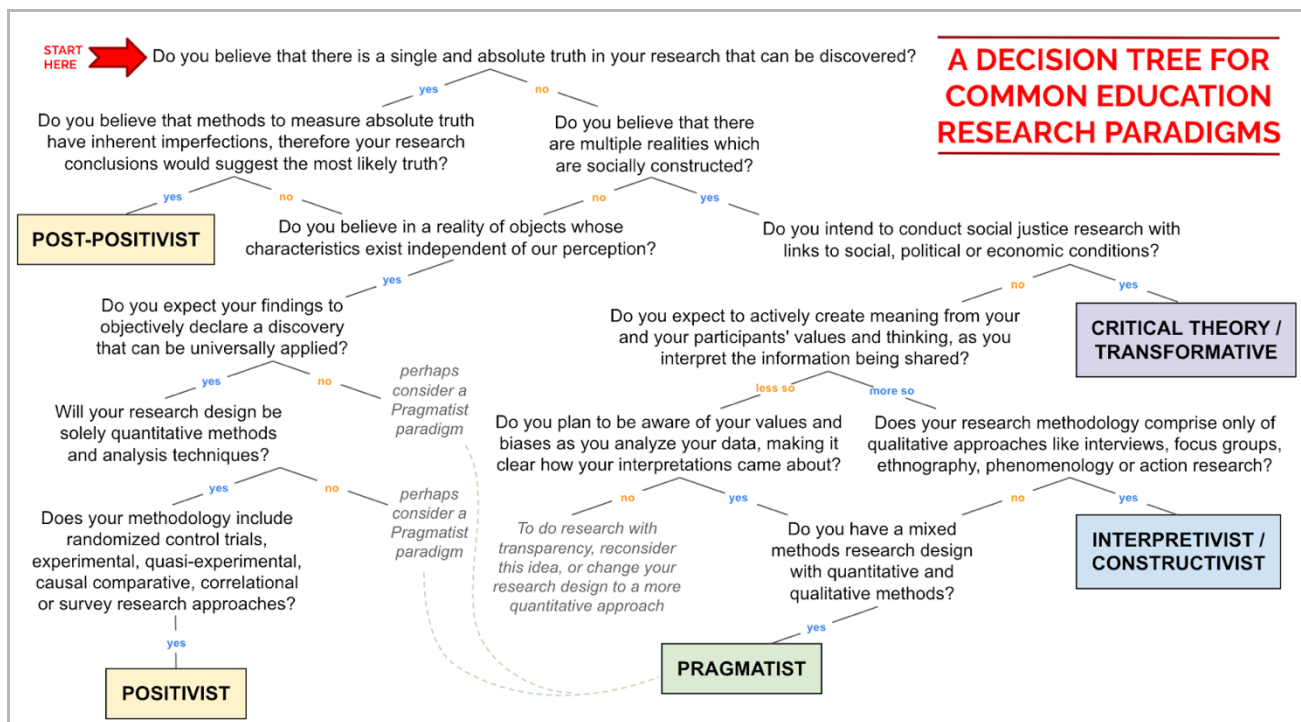 START
HERE
Do you believe that there is a single and absolute truth in your research that can be discovered?
A DECISION TREE FOR
COMMON EDUCATION
RESEARCH PARADIGMS
yes
no
Do you believe that methods to measure absolute truth
have inherent imperfections, therefore your research
conclusions would suggest the most likely truth?
Do you believe that there
are multiple realities which
are socially constructed?
yes
no
no
yes
POST-POSITIVIST
Do you believe in a reality of objects whose
characteristics exist independent of our perception?
Do you intend to conduct social justice research with
links to social, political or economic conditions?
yes
no
yes
Do you expect your findings to
objectively declare a discovery
that can be universally applied?
Do you expect to actively create meaning from your
and your participants' values and thinking, as you
interpret the information being shared?
CRITICAL THEORY /
TRANSFORMATIVE
yes
no
perhaps
consider a
Pragmatist
paradigm
less so
more so
Will your research design be
solely quantitative methods
and analysis techniques?
Do you plan to be aware of your values and
biases as you analyze your data, making it
clear how your interpretations came about?
Does your research methodology comprise only of
qualitative approaches like interviews, focus groups,
ethnography, phenomenology or action research?
yes
no
perhaps
consider a
Pragmatist
paradigm
no
yes
no
yes
Does your methodology include
randomized control trials,
experimental, quasi-experimental,
causal comparative, correlational
or survey research approaches?
To do research with
transparency, reconsider
this idea, or change your
research design to a more
quantitative approach
Do you have a mixed
methods research design
with quantitative and
qualitative methods?
INTERPRETIVIST /
CONSTRUCTIVIST
yes
yes
POSITIVIST
PRAGMATIST